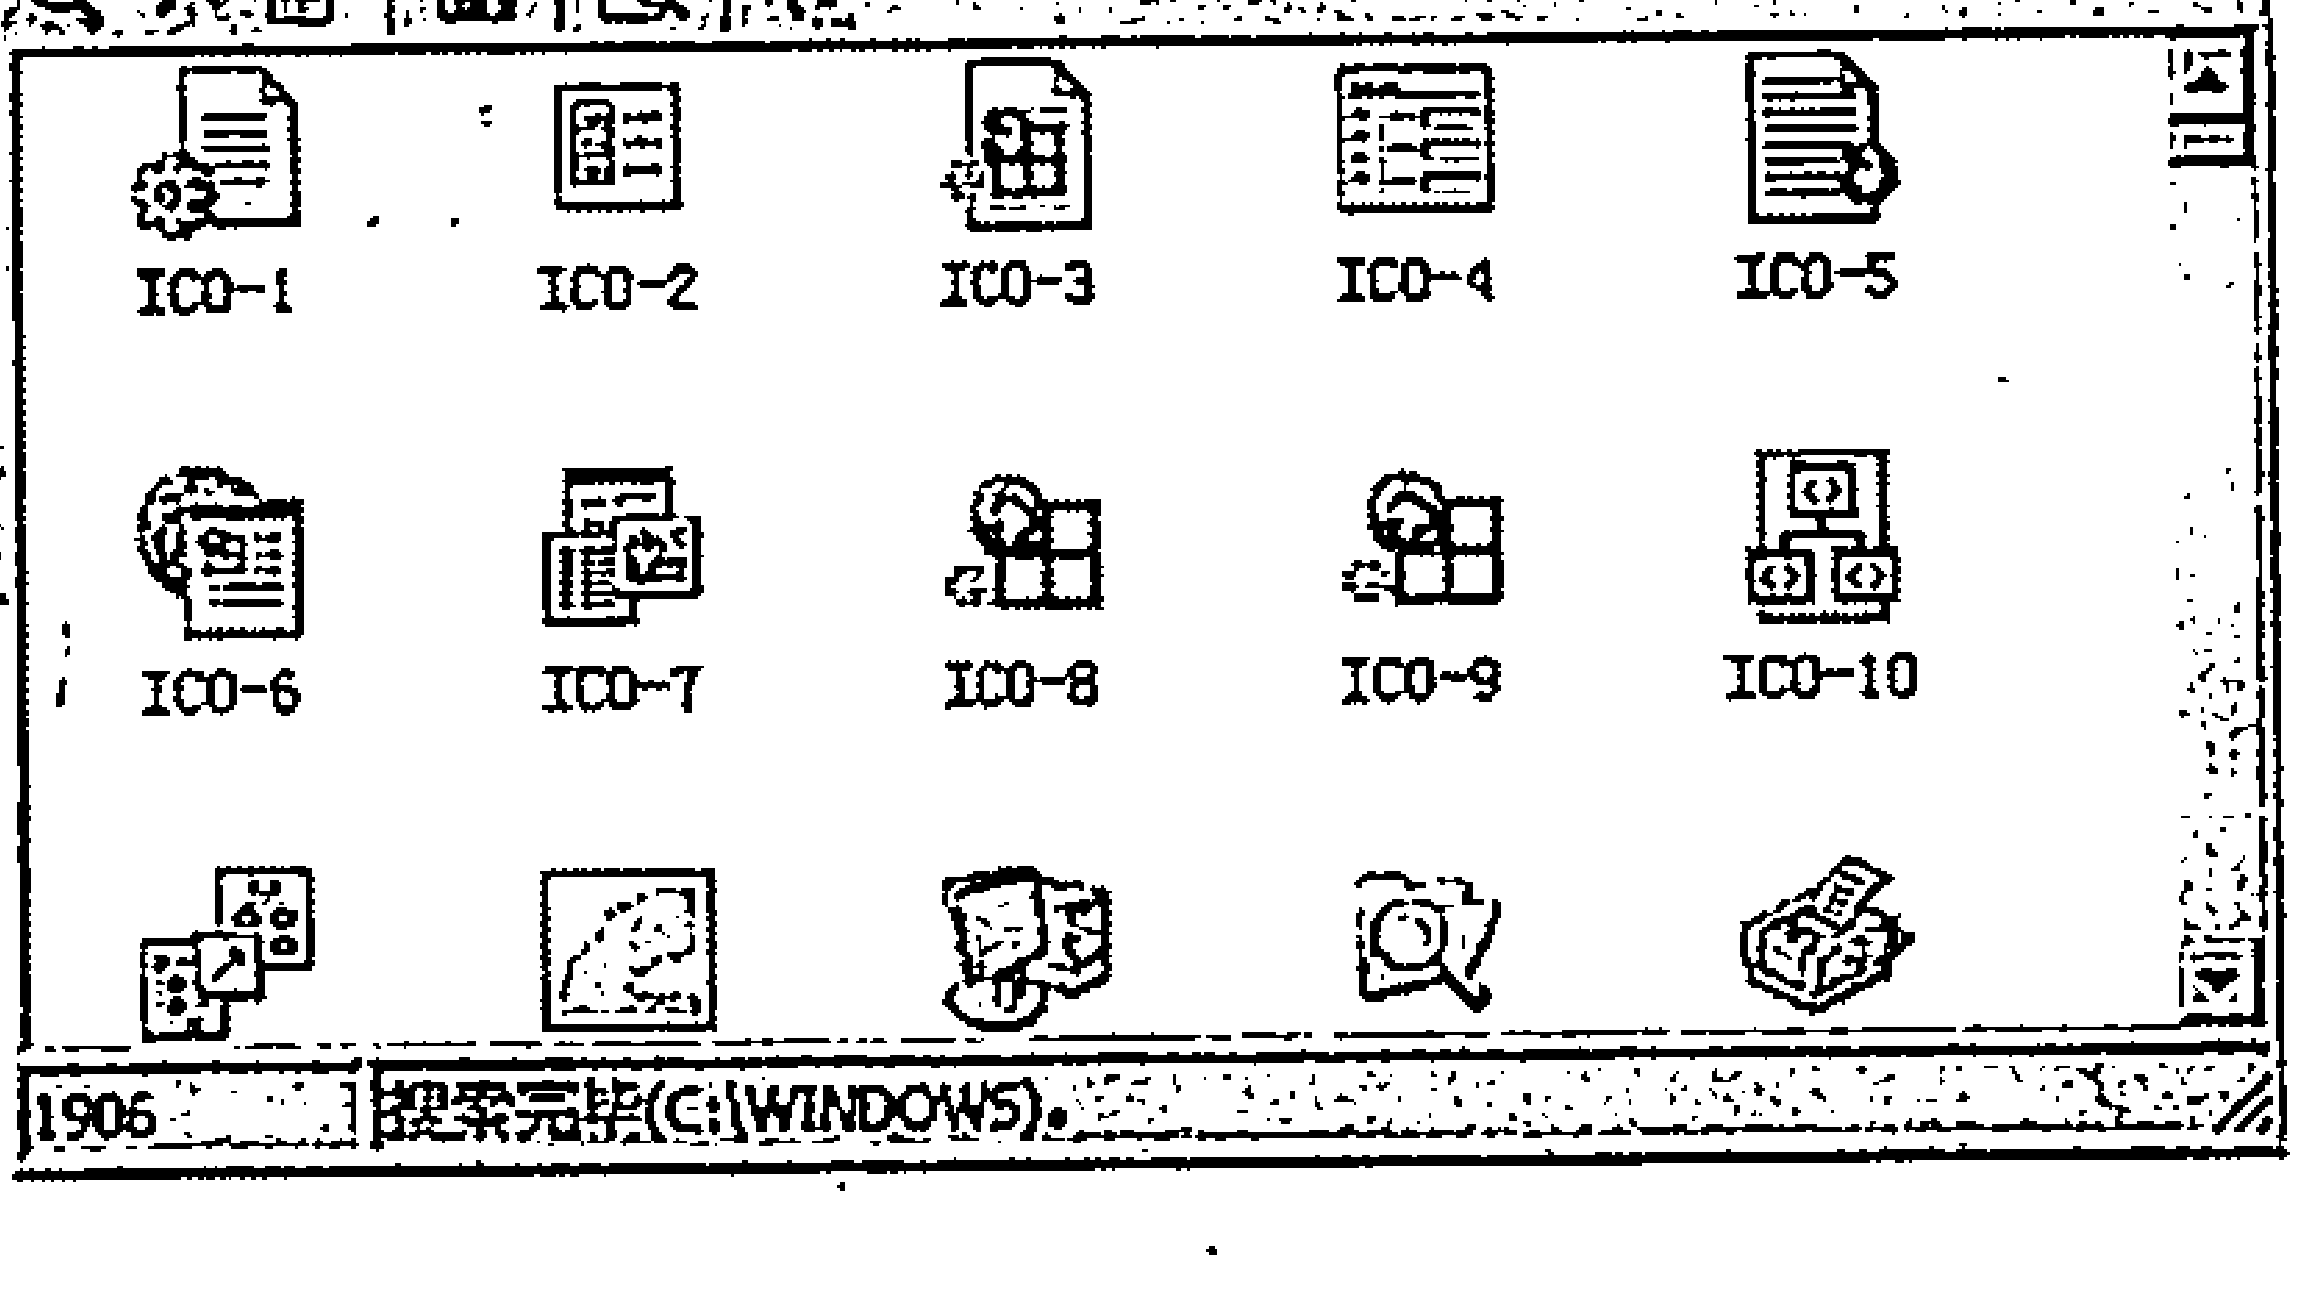 ICO-1 ICO-2 ICO-3 ICO-4 ICO-5
ICO-6 ICO-7 ICO-8 ICO-9 ICO-10
1906 搜索完毕(C:\WINDOWS).